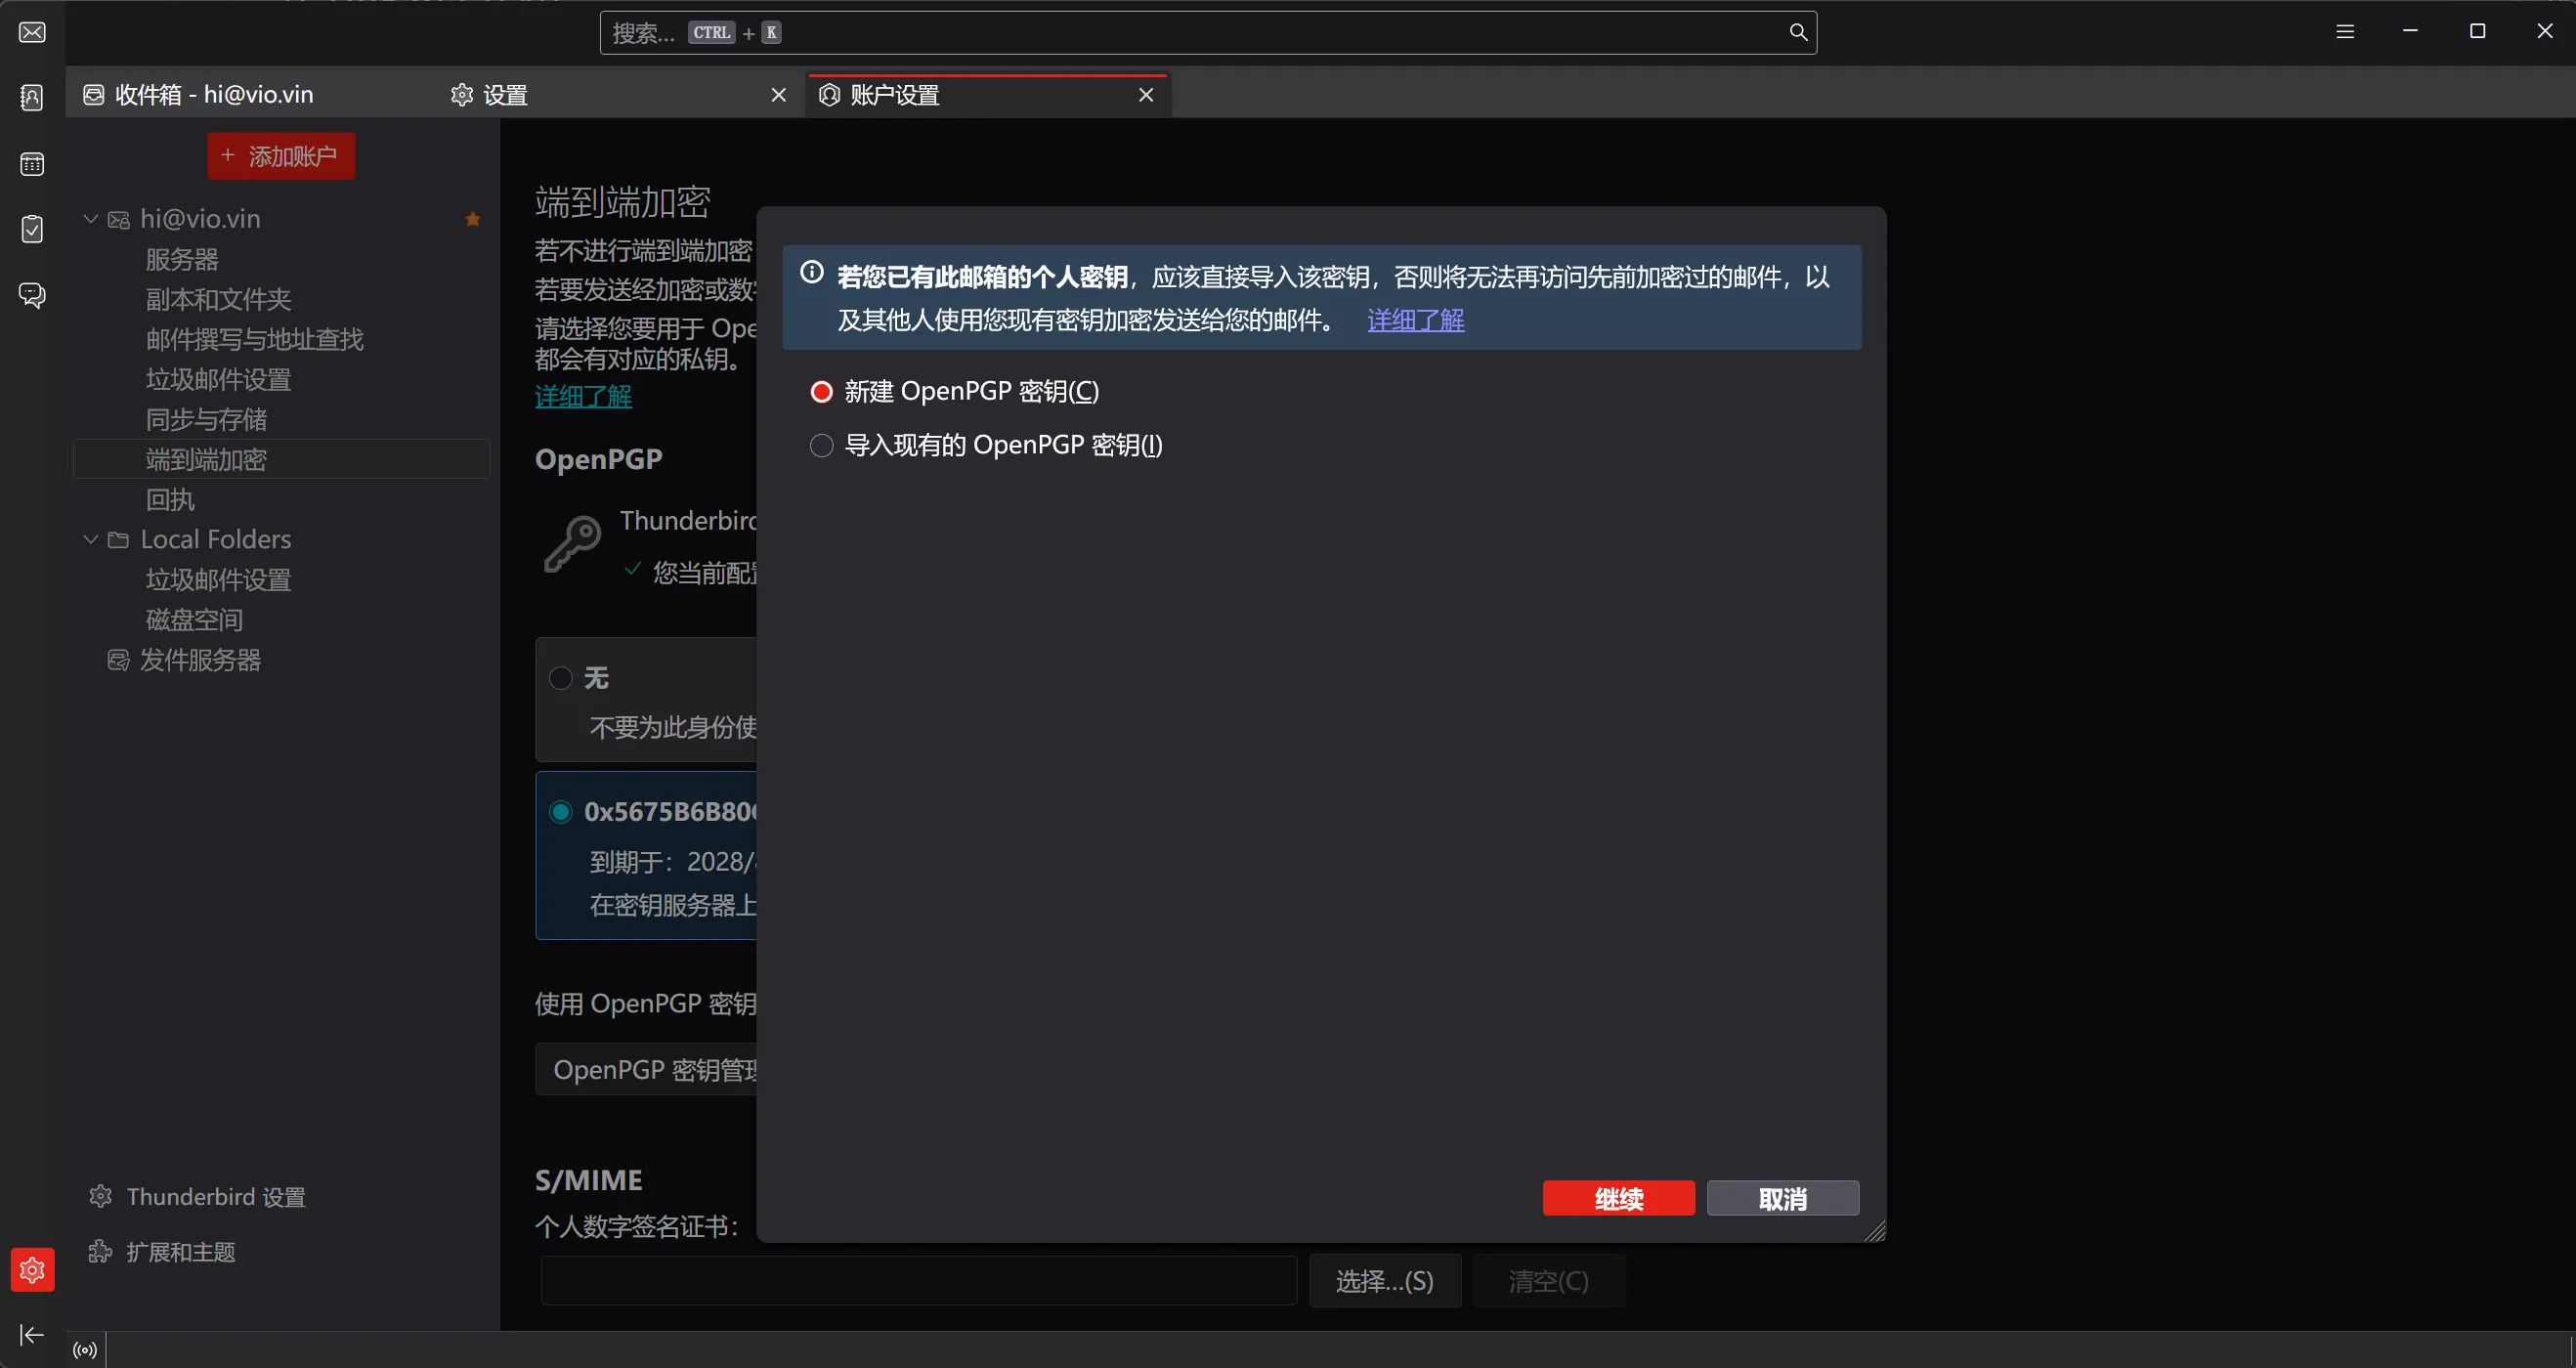 搜索... CTRL + K
收件箱 - hi@vio.vin
设置
账户设置
+ 添加账户
hi@vio.vin
服务器
副本和文件夹
邮件撰写与地址查找
垃圾邮件设置
同步与存储
端到端加密
回执
Local Folders
垃圾邮件设置
磁盘空间
发件服务器
Thunderbird 设置
扩展和主题
端到端加密
若不进行端到端加密
若要发送经加密或数
请选择您要用于 Ope
都会有对应的私钥。
详细了解
OpenPGP
Thunderbird
您当前配置
无
不要为此身份使
0x5675B6B80
到期于：2028/
在密钥服务器上
使用 OpenPGP 密钥
OpenPGP 密钥管理
S/MIME
个人数字签名证书：
选择...(S)
清空(C)
若您已有此邮箱的个人密钥，应该直接导入该密钥，否则将无法再访问先前加密过的邮件，以
及其他人使用您现有密钥加密发送给您的邮件。 详细了解
新建 OpenPGP 密钥(C)
导入现有的 OpenPGP 密钥(I)
继续
取消